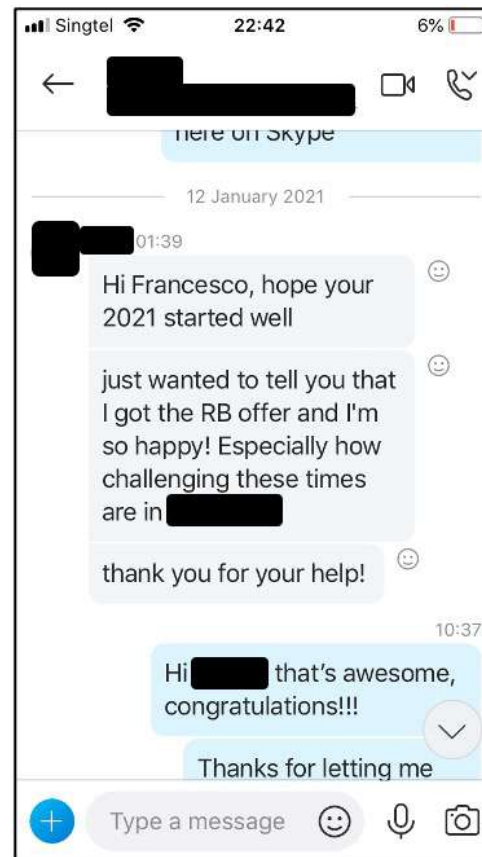 Singtel 22:42 6%
here on Skype
12 January 2021
01:39
Hi Francesco, hope your
2021 started well
just wanted to tell you that
I got the RB offer and I'm
so happy! Especially how
challenging these times
are in
thank you for your help!
10:37
Hi that's awesome,
congratulations!!!
Thanks for letting me
Type a message